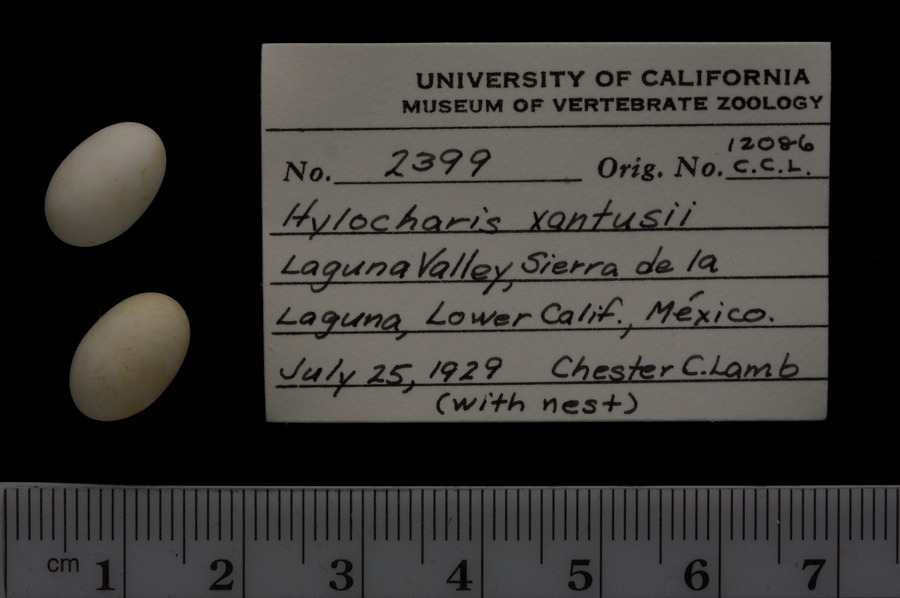 UNIVERSITY OF CALIFORNIA
MUSEUM OF VERTEBRATE ZOOLOGY
12086
No. 2399 Orig. No. C.C.L.
Hylocharis xantusii
Laguna Valley, Sierra de la
Laguna, Lower Calif., México.
July 25, 1929 Chester C. Lamb
(with nest)
cm 1 2 3 4 5 6 7